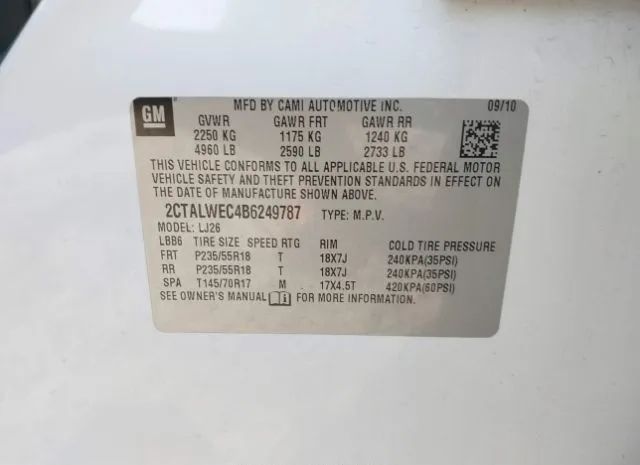 GM
MFD BY CAMI AUTOMOTIVE INC. 09/10
GVWR GAWR FRT GAWR RR
2250 KG 1175 KG 1240 KG
4960 LB 2590 LB 2733 LB
THIS VEHICLE CONFORMS TO ALL APPLICABLE U.S. FEDERAL MOTOR
VEHICLE SAFETY AND THEFT PREVENTION STANDARDS IN EFFECT ON
THE DATE OF MANUFACTURE SHOWN ABOVE.
2CTALWEC4B6249787 TYPE: M.P.V.
MODEL: LJ26
LBB6 TIRE SIZE SPEED RTG RIM COLD TIRE PRESSURE
FRT P235/55R18 T 18X7J 240KPA(35PSI)
RR P235/55R18 T 18X7J 240KPA(35PSI)
SPA T145/70R17 M 17X4.5T 420KPA(60PSI)
SEE OWNER'S MANUAL FOR MORE INFORMATION.